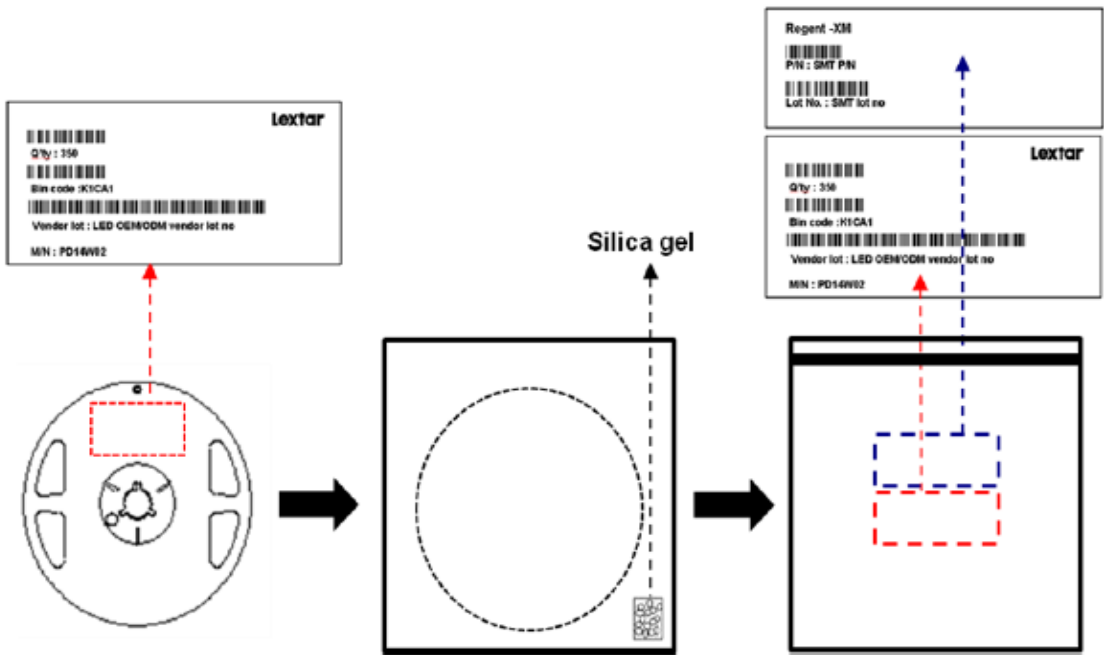 Lextar
Q'ty : 350
Bin code :K1CA1
Vendor lot : LED OEM/ODM vendor lot no
M/N : PD14W02
Silica gel
Regent -XM
P/N : SMT P/N
Lot No. : SMT lot no
Lextar
Q'ty : 350
Bin code :K1CA1
Vendor lot : LED OEM/ODM vendor lot no
M/N : PD14W02